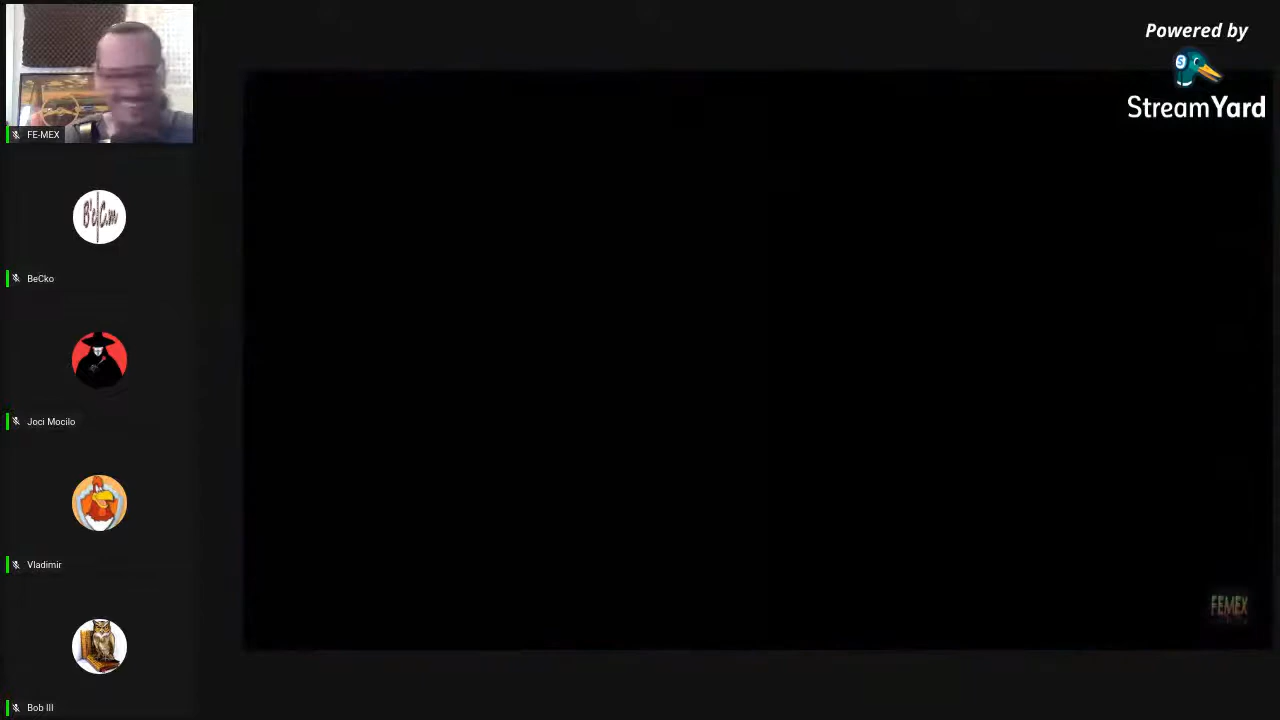 Powered by
StreamYard
FE-MEX
BeCko
Joci Mocilo
Vladimir
Bob III
FEMEX